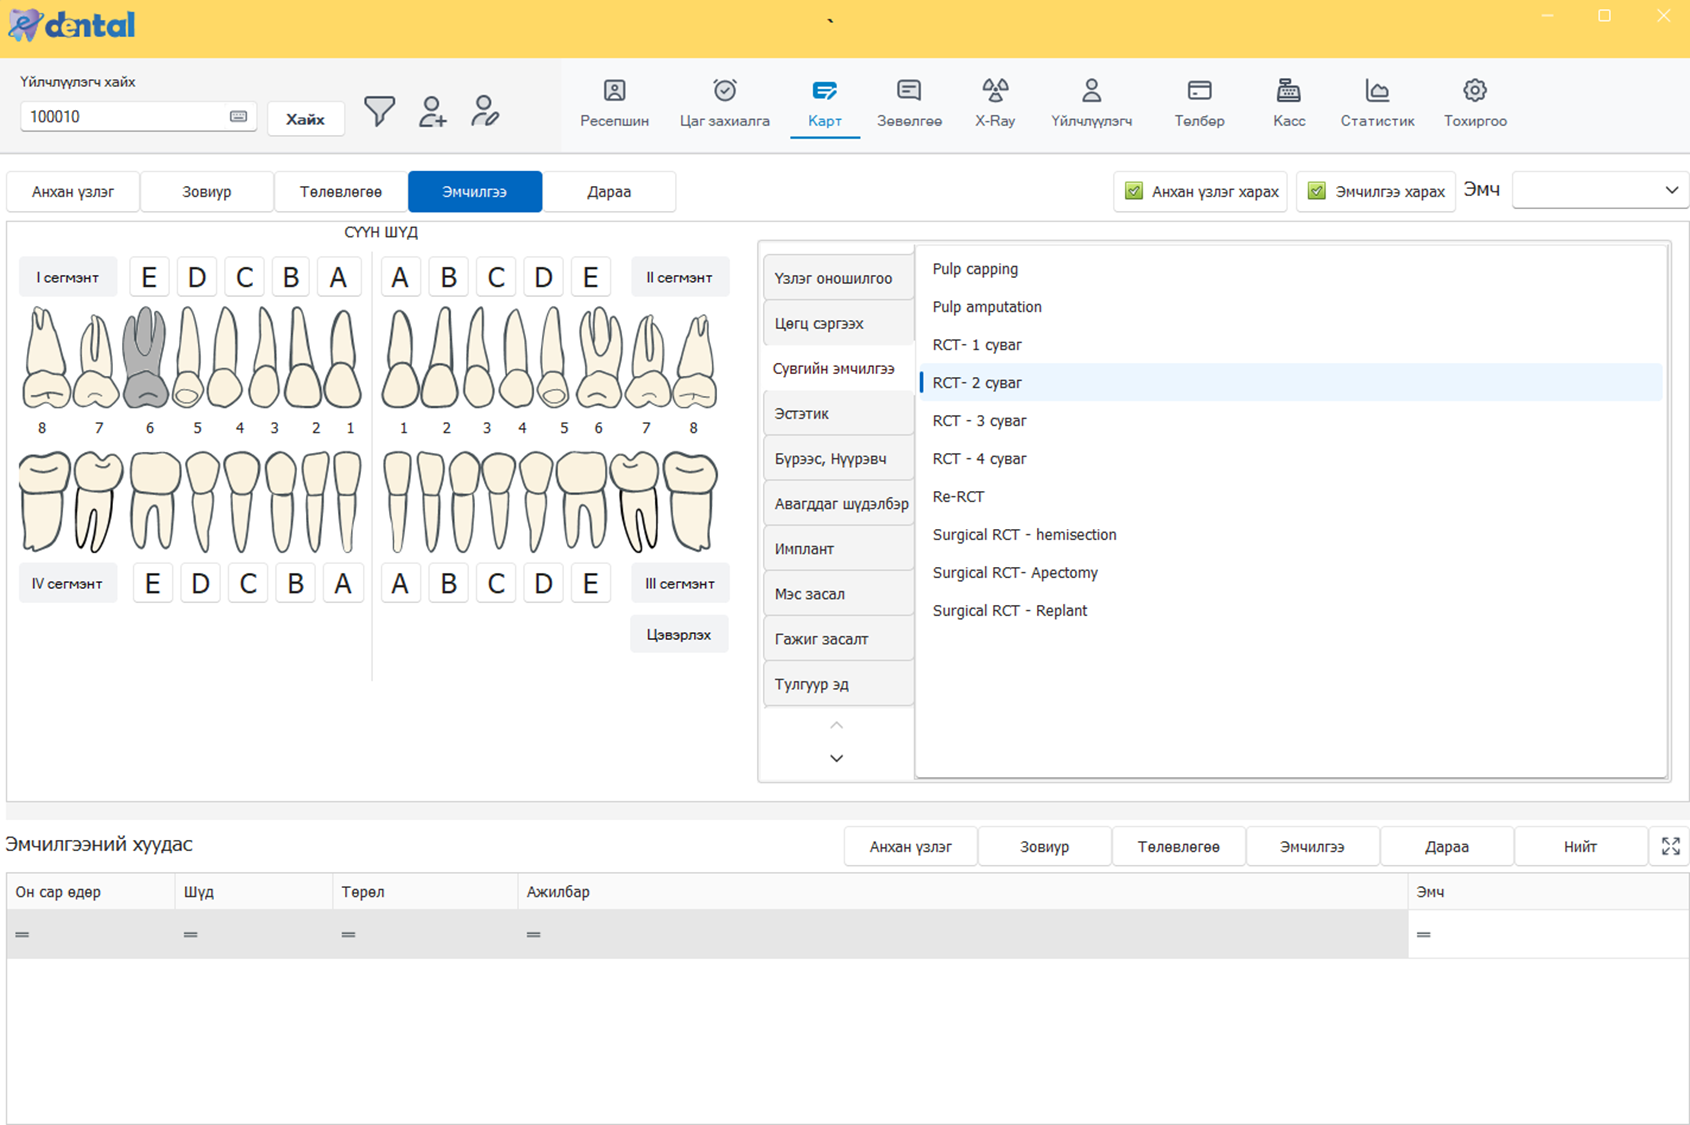 edental
Үйлчлүүлэгч хайх
100010
Хайх
Ресепшин
Цаг захиалга
Карт
Зөвөлгөө
X-Ray
Үйлчлүүлэгч
Төлбөр
Касс
Статистик
Тохиргоо
Анхан үзлэг
Зовиур
Төлөвлөгөө
Эмчилгээ
Дараа
Анхан үзлэг харах
Эмчилгээ харах
Эмч
СҮҮН ШҮД
I сегмэнт
E D C B A A B C D E
II сегмэнт
8 7 6 5 4 3 2 1 1 2 3 4 5 6 7 8
IV сегмэнт
E D C B A A B C D E
III сегмэнт
Цэвэрлэх
Үзлэг оношилгоо
Цөгц сэргээх
Сувгийн эмчилгээ
Эстэтик
Бүрээс, Нүүрэвч
Авагддаг шүдэлбэр
Имплант
Мэс засал
Гажиг засалт
Тулгуур эд
Pulp capping
Pulp amputation
RCT- 1 суваг
RCT- 2 суваг
RCT - 3 суваг
RCT - 4 суваг
Re-RCT
Surgical RCT - hemisection
Surgical RCT- Apectomy
Surgical RCT - Replant
Эмчилгээний хуудас
Анхан үзлэг
Зовиур
Төлөвлөгөө
Эмчилгээ
Дараа
Нийт
Он сар өдөр
Шүд
Төрөл
Ажилбар
Эмч
= = = = =